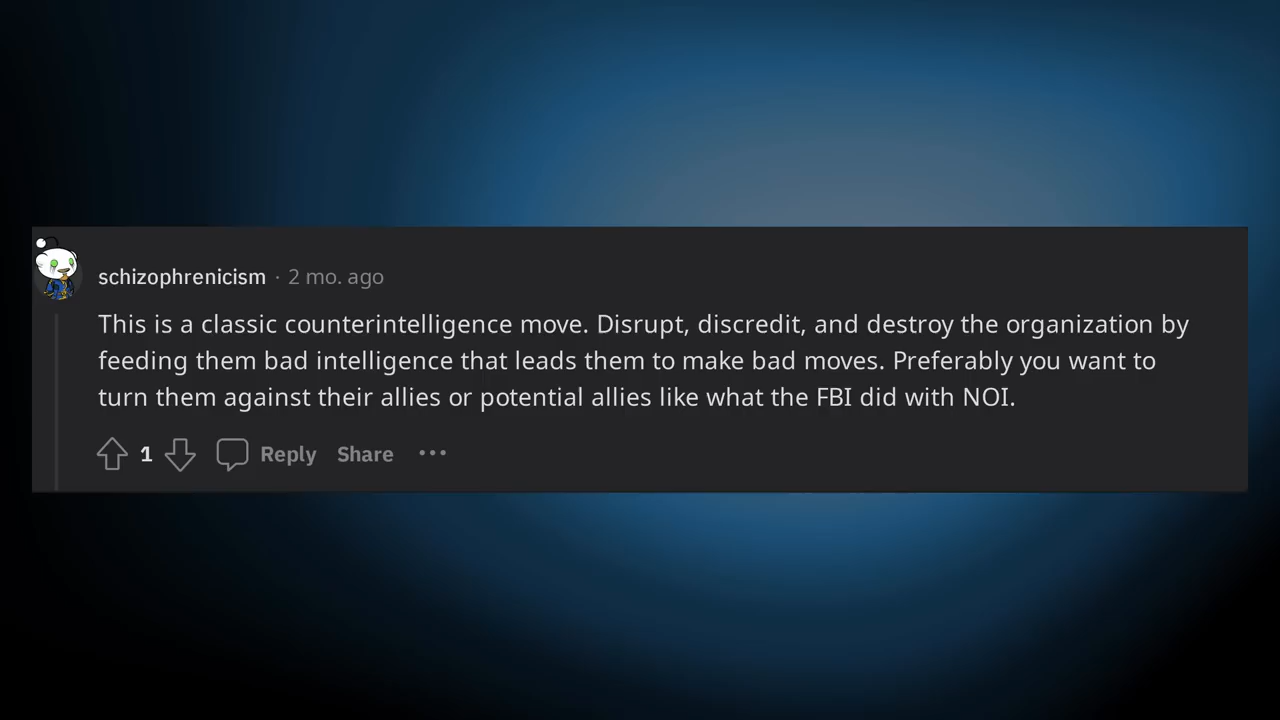 schizophrenicism · 2 mo. ago
This is a classic counterintelligence move. Disrupt, discredit, and destroy the organization by
feeding them bad intelligence that leads them to make bad moves. Preferably you want to
turn them against their allies or potential allies like what the FBI did with NOI.
1 Reply Share ···